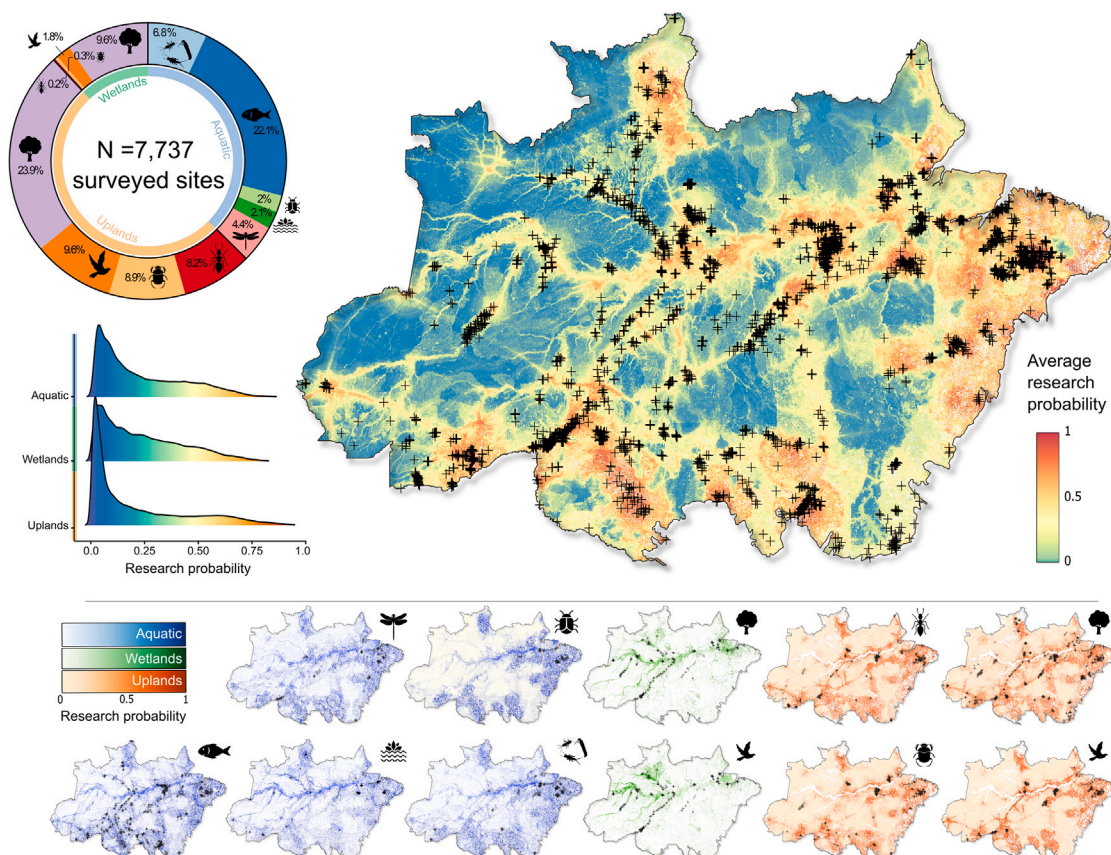 1.8%
0.3%
0.2%
9.6%
6.8%
22.1%
2%
2.1%
4.4%
8.2%
8.9%
9.6%
23.9%
Wetlands
Aquatic
Uplands
N =7,737
surveyed sites
Aquatic
Wetlands
Uplands
0.0 0.25 0.50 0.75 1.0
Research probability
Average
research
probability
1
0.5
0
Aquatic
Wetlands
Uplands
0 0.5 1
Research probability